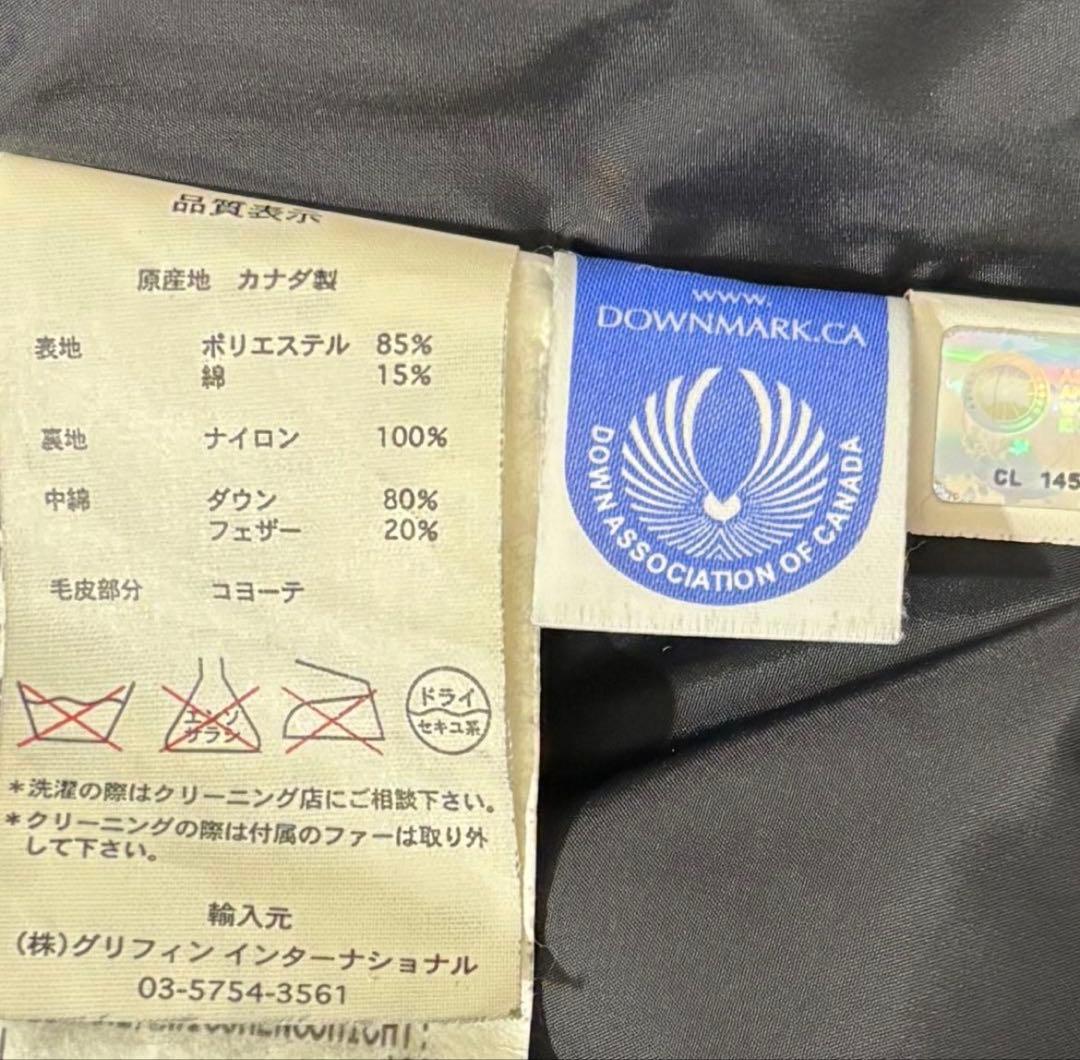 品質表示
原産地 カナダ製
表地 ポリエステル 85%
綿 15%
裏地 ナイロン 100%
中綿 ダウン 80%
フェザー 20%
毛皮部分 コヨーテ
エンソ
サラシ
ドライ
セキユ系
*洗濯の際はクリーニング店にご相談下さい。
*クリーニングの際は付属のファーは取り外
して下さい。
輸入元
(株)グリフィン インターナショナル
03-5754-3561
www.
DOWNMARK.CA
DOWN ASSOCIATION OF CANADA
CL 145